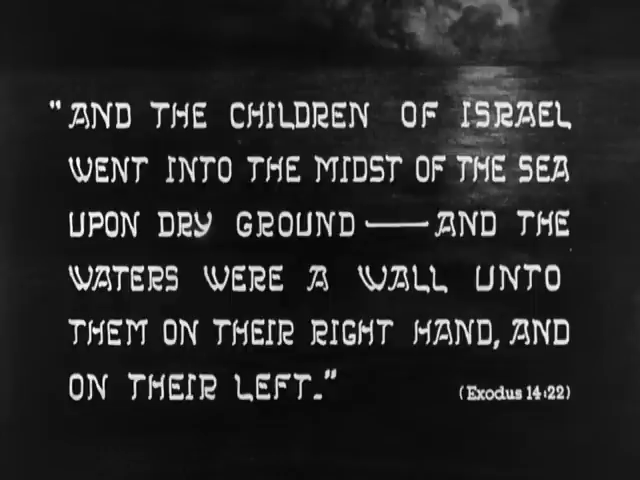 "AND THE CHILDREN OF ISRAEL
WENT INTO THE MIDST OF THE SEA
UPON DRY GROUND — AND THE
WATERS WERE A WALL UNTO
THEM ON THEIR RIGHT HAND, AND
ON THEIR LEFT." (Exodus 14:22)